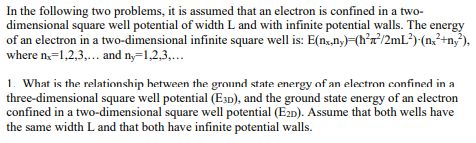 In the following two problems, it is assumed that an electron is confined in a two-
dimensional square well potential of width L and with infinite potential walls. The energy
of an electron in a two-dimensional infinite square well is: E(nₓ,n_y)=(h²π²/2mL²)·(nₓ²+n_y²),
where nₓ=1,2,3,… and n_y=1,2,3,…
1. What is the relationship between the ground state energy of an electron confined in a
three-dimensional square well potential (E₃D), and the ground state energy of an electron
confined in a two-dimensional square well potential (E₂D). Assume that both wells have
the same width L and that both have infinite potential walls.